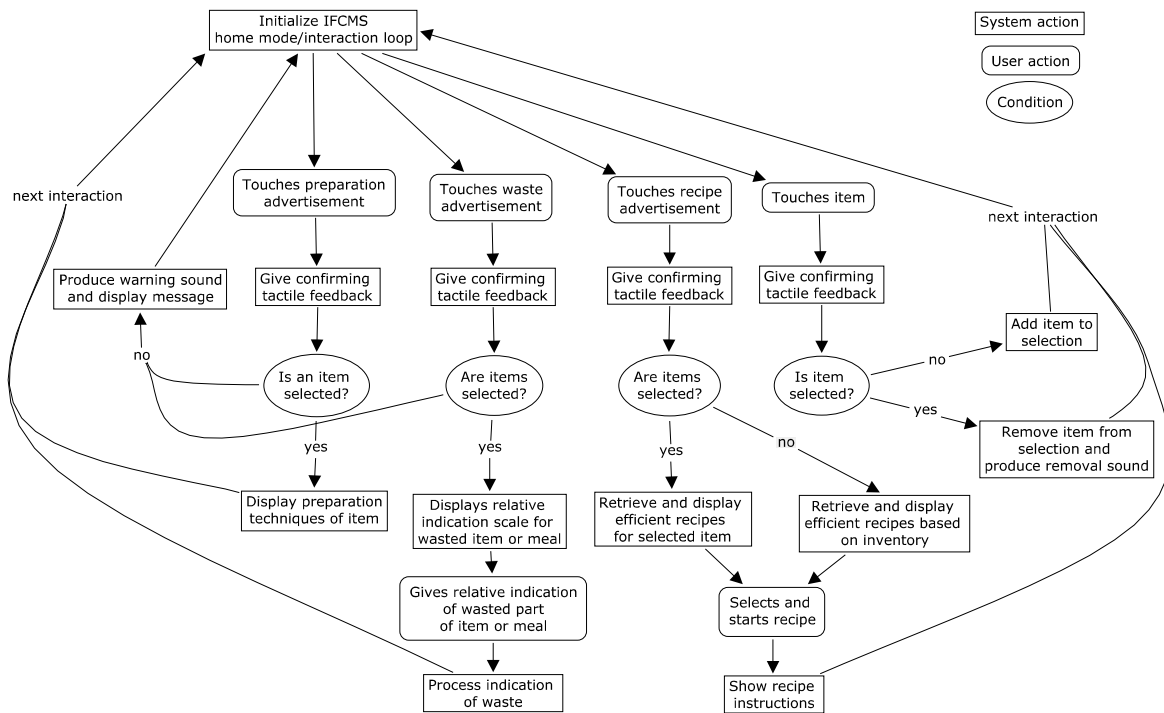 Initialize IFCMS
home mode/interaction loop
System action
User action
Condition
next interaction
Touches preparation
advertisement
Touches waste
advertisement
Touches recipe
advertisement
Touches item
next interaction
Produce warning sound
and display message
Give confirming
tactile feedback
Give confirming
tactile feedback
Give confirming
tactile feedback
Give confirming
tactile feedback
Add item to
selection
no
Is an item
selected?
Are items
selected?
Are items
selected?
Is item
selected?
no
yes
Remove item from
selection and
produce removal sound
yes
yes
yes
no
Display preparation
techniques of item
Displays relative
indication scale for
wasted item or meal
Retrieve and display
efficient recipes
for selected item
Retrieve and display
efficient recipes based
on inventory
Gives relative indication
of wasted part
of item or meal
Selects and
starts recipe
Process indication
of waste
Show recipe
instructions